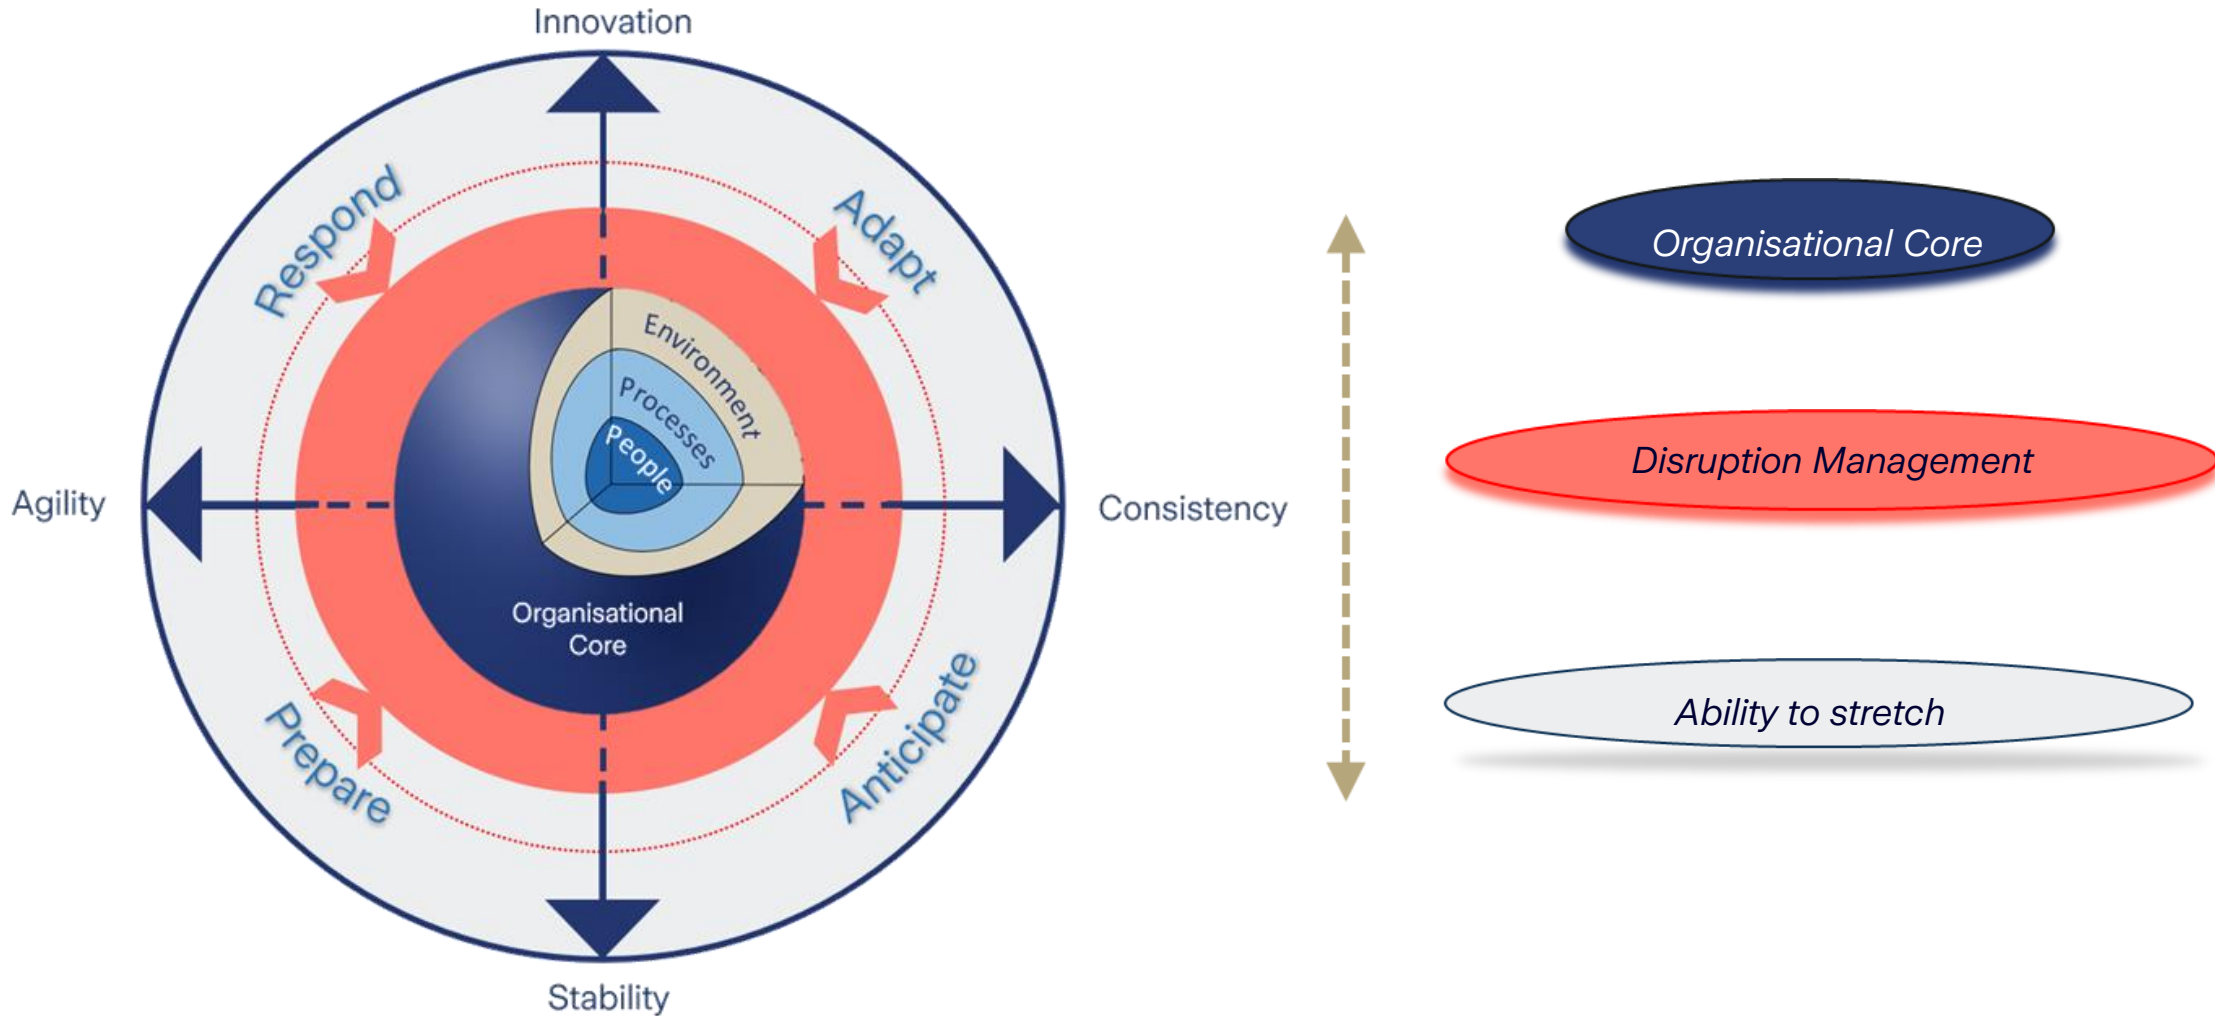 Innovation
Respond
Adapt
Environment
Processes
People
Agility
Consistency
Organisational
Core
Prepare
Anticipate
Stability
Organisational Core
Disruption Management
Ability to stretch